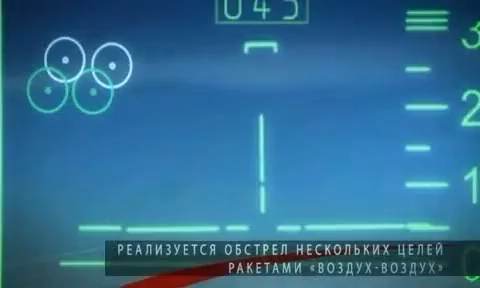 045
3
2
1
РЕАЛИЗУЕТСЯ ОБСТРЕЛ НЕСКОЛЬКИХ ЦЕЛЕЙ
РАКЕТАМИ «ВОЗДУХ-ВОЗДУХ»